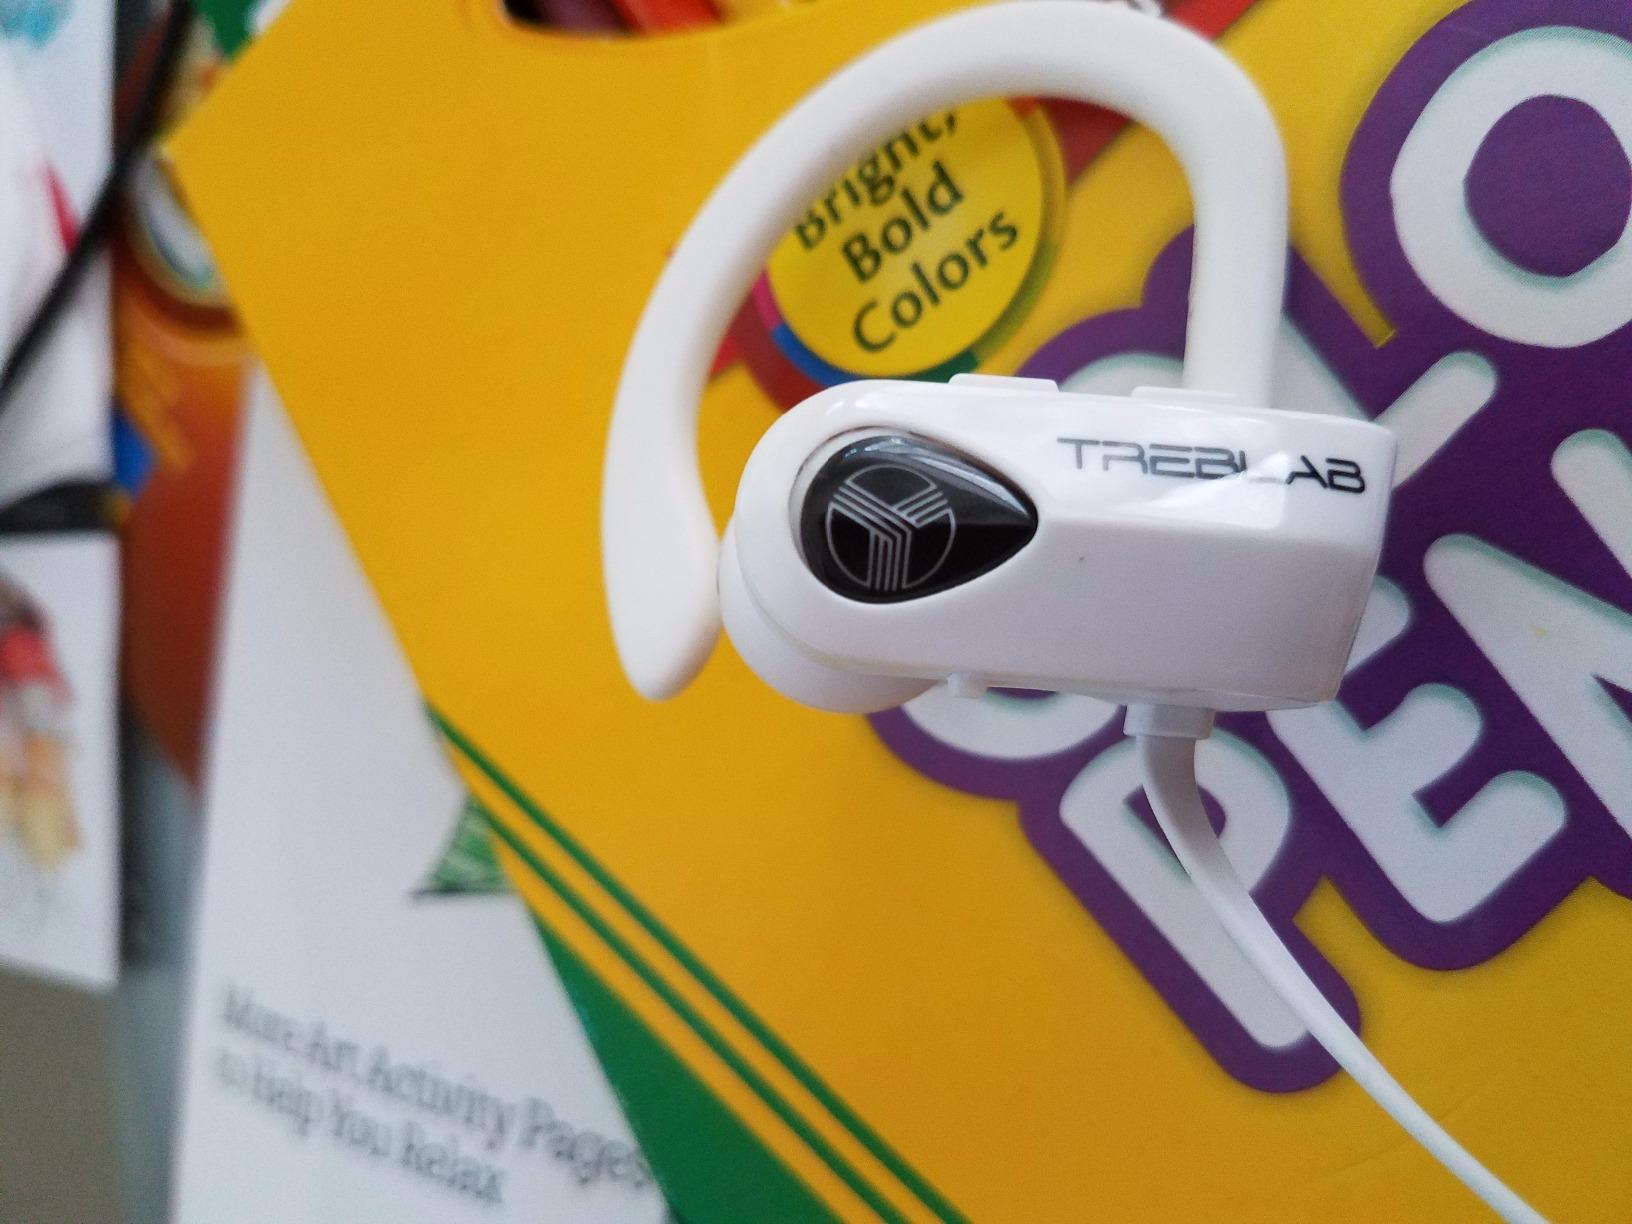 Bright,
Bold
Colors
TREBLAB
More Art Activity Pages
to Help You Relax